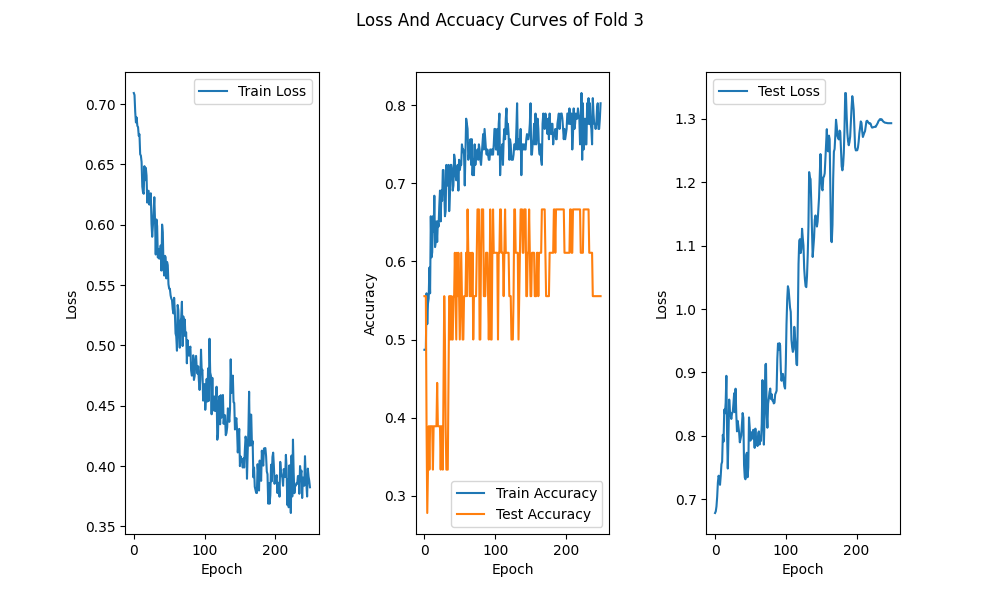 Loss And Accuacy Curves of Fold 3
Train Loss
0.70
0.65
0.60
0.55
0.50
0.45
0.40
0.35
Loss
0
100
200
Epoch
0.8
0.7
0.6
0.5
0.4
0.3
Accuracy
Train Accuracy
Test Accuracy
0
100
200
Epoch
Test Loss
1.3
1.2
1.1
1.0
0.9
0.8
0.7
Loss
0
100
200
Epoch